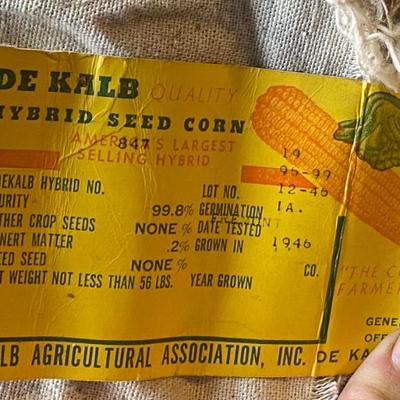 DE KALB QUALITY
HYBRID SEED CORN
AMERICA'S LARGEST
847
SELLING HYBRID
19
DEKALB HYBRID NO. LOT NO. 95-99
URITY 99.8% GERMINATION 12-46
THER CROP SEEDS NONE % DATE TESTED IA.
NERT MATTER .2% GROWN IN 1946
EED SEED NONE % CO.
T WEIGHT NOT LESS THAN 56 LBS. YEAR GROWN
"THE CO
FARME
GENE
OFF
LB AGRICULTURAL ASSOCIATION, INC. DE KA